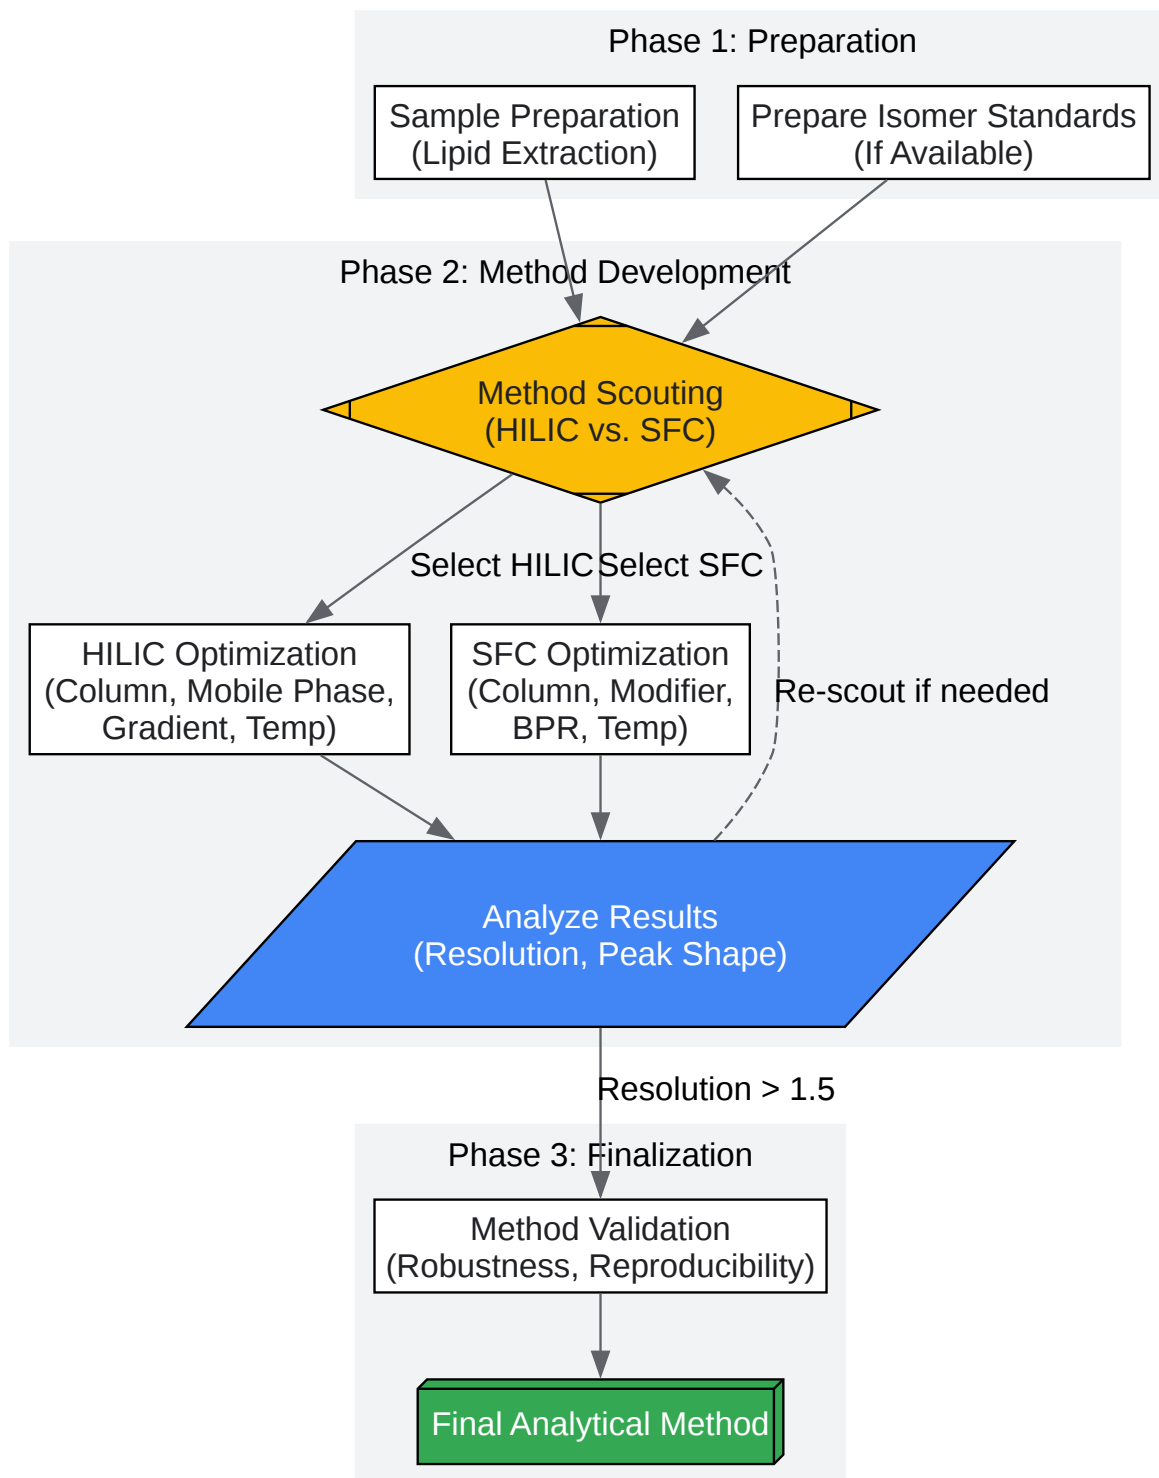 Phase 1: Preparation
Sample Preparation
(Lipid Extraction)
Prepare Isomer Standards
(If Available)
Phase 2: Method Development
Method Scouting
(HILIC vs. SFC)
Select HILIC
Select SFC
HILIC Optimization
(Column, Mobile Phase,
Gradient, Temp)
SFC Optimization
(Column, Modifier,
BPR, Temp)
Re-scout if needed
Analyze Results
(Resolution, Peak Shape)
Resolution > 1.5
Phase 3: Finalization
Method Validation
(Robustness, Reproducibility)
Final Analytical Method